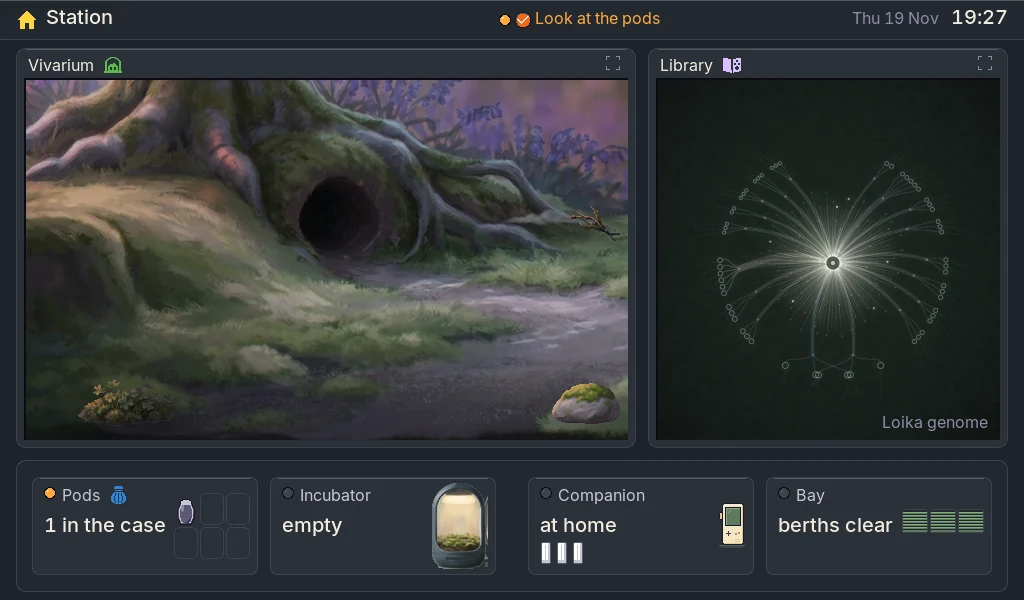 Station
Look at the pods
Thu 19 Nov 19:27
Vivarium
Library
Loika genome
Pods
1 in the case
Incubator
empty
Companion
at home
Bay
berths clear